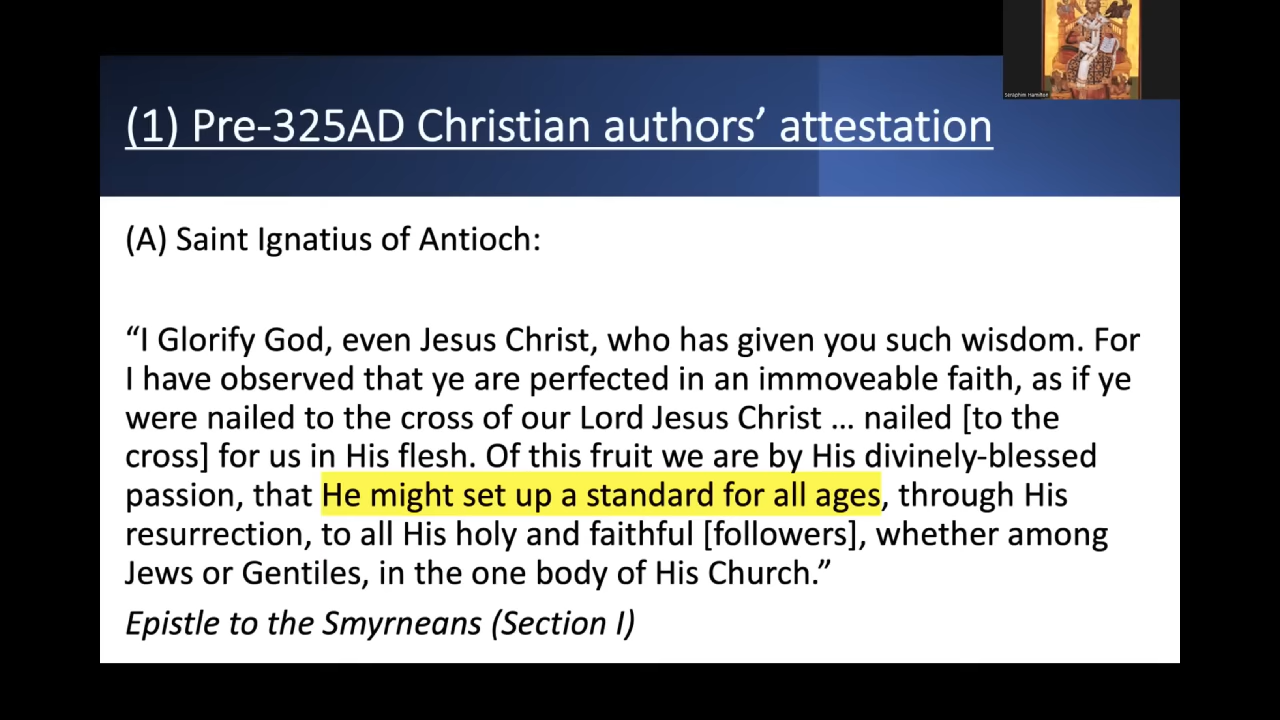 Seraphim Hamilton
(1) Pre-325AD Christian authors’ attestation
(A) Saint Ignatius of Antioch:
“I Glorify God, even Jesus Christ, who has given you such wisdom. For
I have observed that ye are perfected in an immoveable faith, as if ye
were nailed to the cross of our Lord Jesus Christ ... nailed [to the
cross] for us in His flesh. Of this fruit we are by His divinely-blessed
passion, that He might set up a standard for all ages, through His
resurrection, to all His holy and faithful [followers], whether among
Jews or Gentiles, in the one body of His Church.”
Epistle to the Smyrneans (Section I)